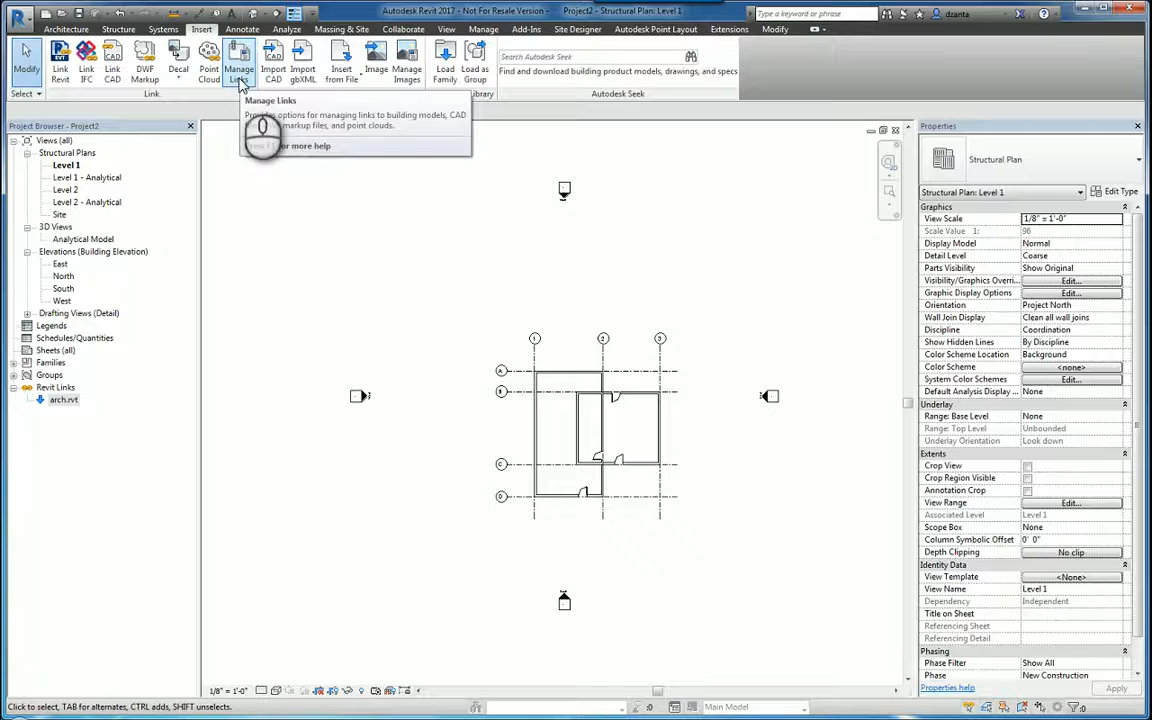 Autodesk Revit 2017 - Not For Resale Version - Project2 - Structural Plan: Level 1
Type a keyword or phrase
dzanta
Architecture Structure Systems Insert Annotate Analyze Massing & Site Collaborate View Manage Add-Ins Site Designer Autodesk Point Layout Extensions Modify
Modify
Link Revit
Link IFC
Link CAD
DWF Markup
Decal
Point Cloud
Manage Links
Import CAD
Import gbXML
Insert from File
Image
Manage Images
Load Family
Load as Group
Search Autodesk Seek
Find and download building product models, drawings, and specs
Select
Link
Library
Autodesk Seek
Manage Links
options for managing links to building models, CAD
markup files, and point clouds.
or more help
Project Browser - Project2
Views (all)
Structural Plans
Level 1
Level 1 - Analytical
Level 2
Level 2 - Analytical
Site
3D Views
Analytical Model
Elevations (Building Elevation)
East
North
South
West
Drafting Views (Detail)
Legends
Schedules/Quantities
Sheets (all)
Families
Groups
Revit Links
arch.rvt
1 2 3
A
B
C
D
Properties
Structural Plan
Structural Plan: Level 1
Edit Type
Graphics
View Scale 1/8" = 1'-0"
Scale Value 1: 96
Display Model Normal
Detail Level Coarse
Parts Visibility Show Original
Visibility/Graphics Overri... Edit...
Graphic Display Options Edit...
Orientation Project North
Wall Join Display Clean all wall joins
Discipline Coordination
Show Hidden Lines By Discipline
Color Scheme Location Background
Color Scheme <none>
System Color Schemes Edit...
Default Analysis Display ... None
Underlay
Range: Base Level None
Range: Top Level Unbounded
Underlay Orientation Look down
Extents
Crop View
Crop Region Visible
Annotation Crop
View Range Edit...
Associated Level Level 1
Scope Box None
Column Symbolic Offset 0' 0"
Depth Clipping No clip
Identity Data
View Template <None>
View Name Level 1
Dependency Independent
Title on Sheet
Referencing Sheet
Referencing Detail
Phasing
Phase Filter Show All
Phase New Construction
Properties help
Apply
1/8" = 1'-0"
Click to select, TAB for alternates, CTRL adds, SHIFT unselects.
:0
Main Model
:0